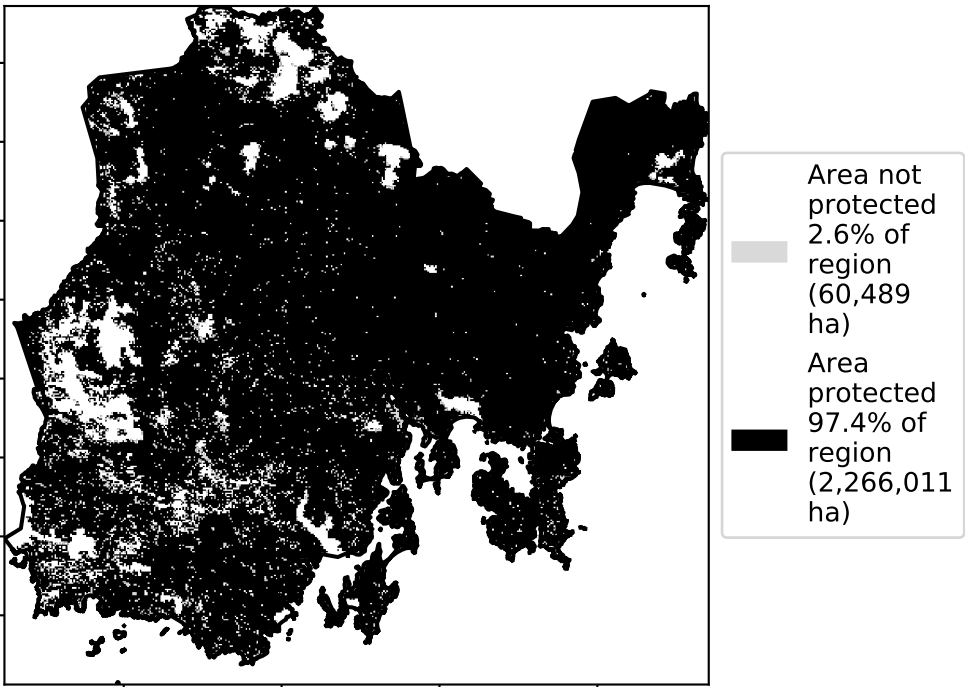 Area not
protected
2.6% of
region
(60,489
ha)
Area
protected
97.4% of
region
(2,266,011
ha)